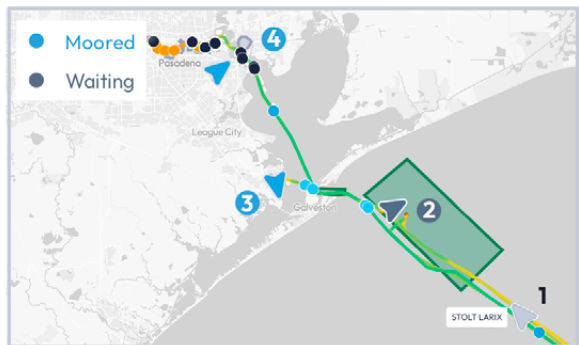 Moored
4
Pasadena
Waiting
League City
3
Galveston
2
1
STOLT LARIX